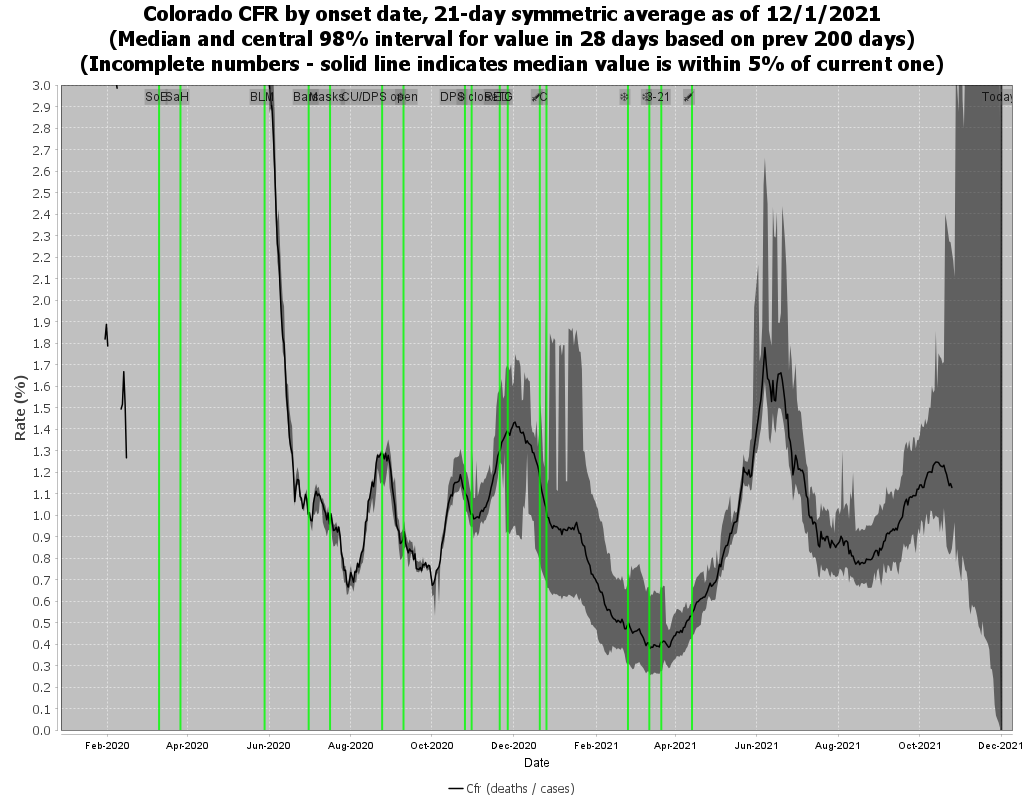 Colorado CFR by onset date, 21-day symmetric average as of 12/1/2021
(Median and central 98% interval for value in 28 days based on prev 200 days)
(Incomplete numbers - solid line indicates median value is within 5% of current one)
3.0
2.9
2.8
2.7
2.6
2.5
2.4
2.3
2.2
2.1
2.0
1.9
1.8
1.7
1.6
1.5
1.4
1.3
1.2
1.1
1.0
0.9
0.8
0.7
0.6
0.5
0.4
0.3
0.2
0.1
0.0
Rate (%)
SaH
BLM
Masks
CU/DPS open
DPS close
3-21
Today
Feb-2020 Apr-2020 Jun-2020 Aug-2020 Oct-2020 Dec-2020 Feb-2021 Apr-2021 Jun-2021 Aug-2021 Oct-2021 Dec-2021
Date
Cfr (deaths / cases)